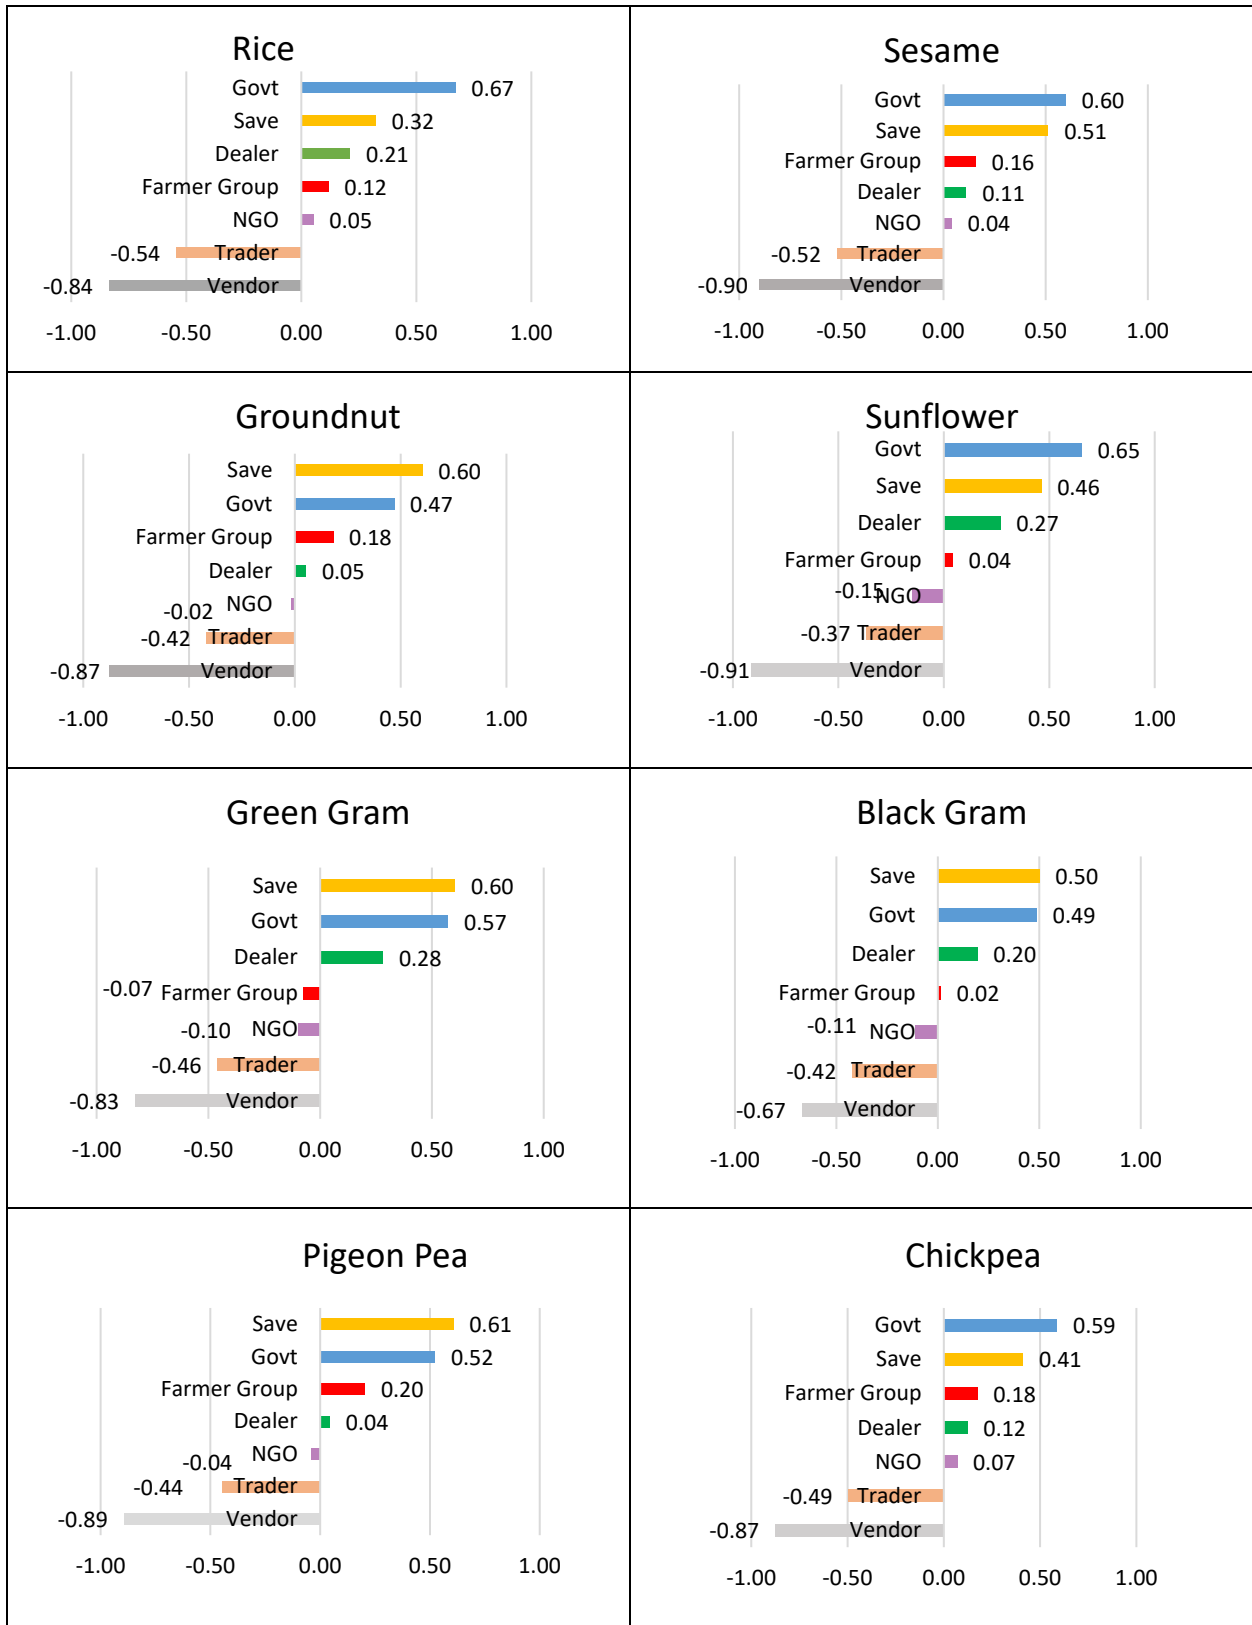 Rice
Govt 0.67
Save 0.32
Dealer 0.21
Farmer Group 0.12
NGO 0.05
-0.54 Trader
-0.84 Vendor
-1.00 -0.50 0.00 0.50 1.00
Sesame
Govt 0.60
Save 0.51
Farmer Group 0.16
Dealer 0.11
NGO 0.04
-0.52 Trader
-0.90 Vendor
-1.00 -0.50 0.00 0.50 1.00
Groundnut
Save 0.60
Govt 0.47
Farmer Group 0.18
Dealer 0.05
-0.02 NGO
-0.42 Trader
-0.87 Vendor
-1.00 -0.50 0.00 0.50 1.00
Sunflower
Govt 0.65
Save 0.46
Dealer 0.27
Farmer Group 0.04
-0.15 NGO
-0.37 Trader
-0.91 Vendor
-1.00 -0.50 0.00 0.50 1.00
Green Gram
Save 0.60
Govt 0.57
Dealer 0.28
-0.07 Farmer Group
-0.10 NGO
-0.46 Trader
-0.83 Vendor
-1.00 -0.50 0.00 0.50 1.00
Black Gram
Save 0.50
Govt 0.49
Dealer 0.20
Farmer Group 0.02
-0.11 NGO
-0.42 Trader
-0.67 Vendor
-1.00 -0.50 0.00 0.50 1.00
Pigeon Pea
Save 0.61
Govt 0.52
Farmer Group 0.20
Dealer 0.04
-0.04 NGO
-0.44 Trader
-0.89 Vendor
-1.00 -0.50 0.00 0.50 1.00
Chickpea
Govt 0.59
Save 0.41
Farmer Group 0.18
Dealer 0.12
NGO 0.07
-0.49 Trader
-0.87 Vendor
-1.00 -0.50 0.00 0.50 1.00